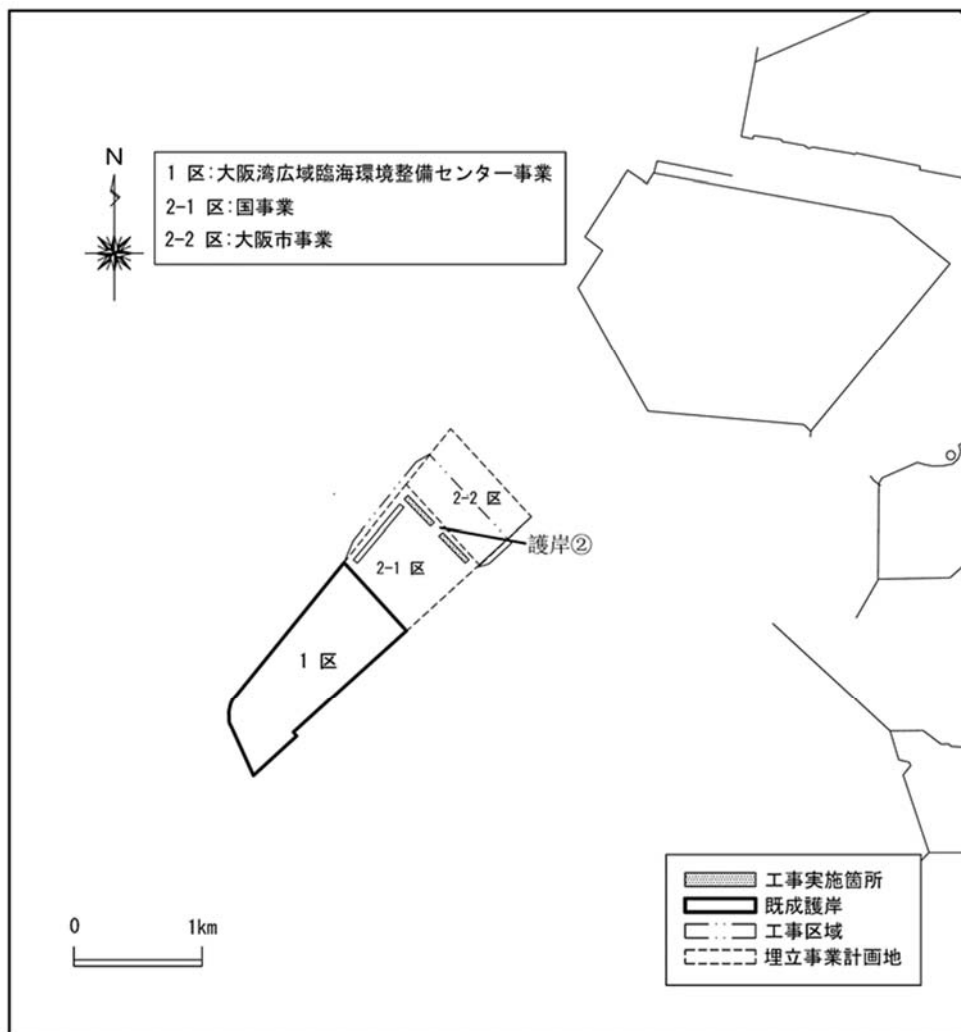 N
1 区:大阪湾広域臨海環境整備センター事業
2-1 区:国事業
2-2 区:大阪市事業
2-2 区
護岸②
2-1 区
1 区
工事実施箇所
既成護岸
工事区域
埋立事業計画地
0 1km